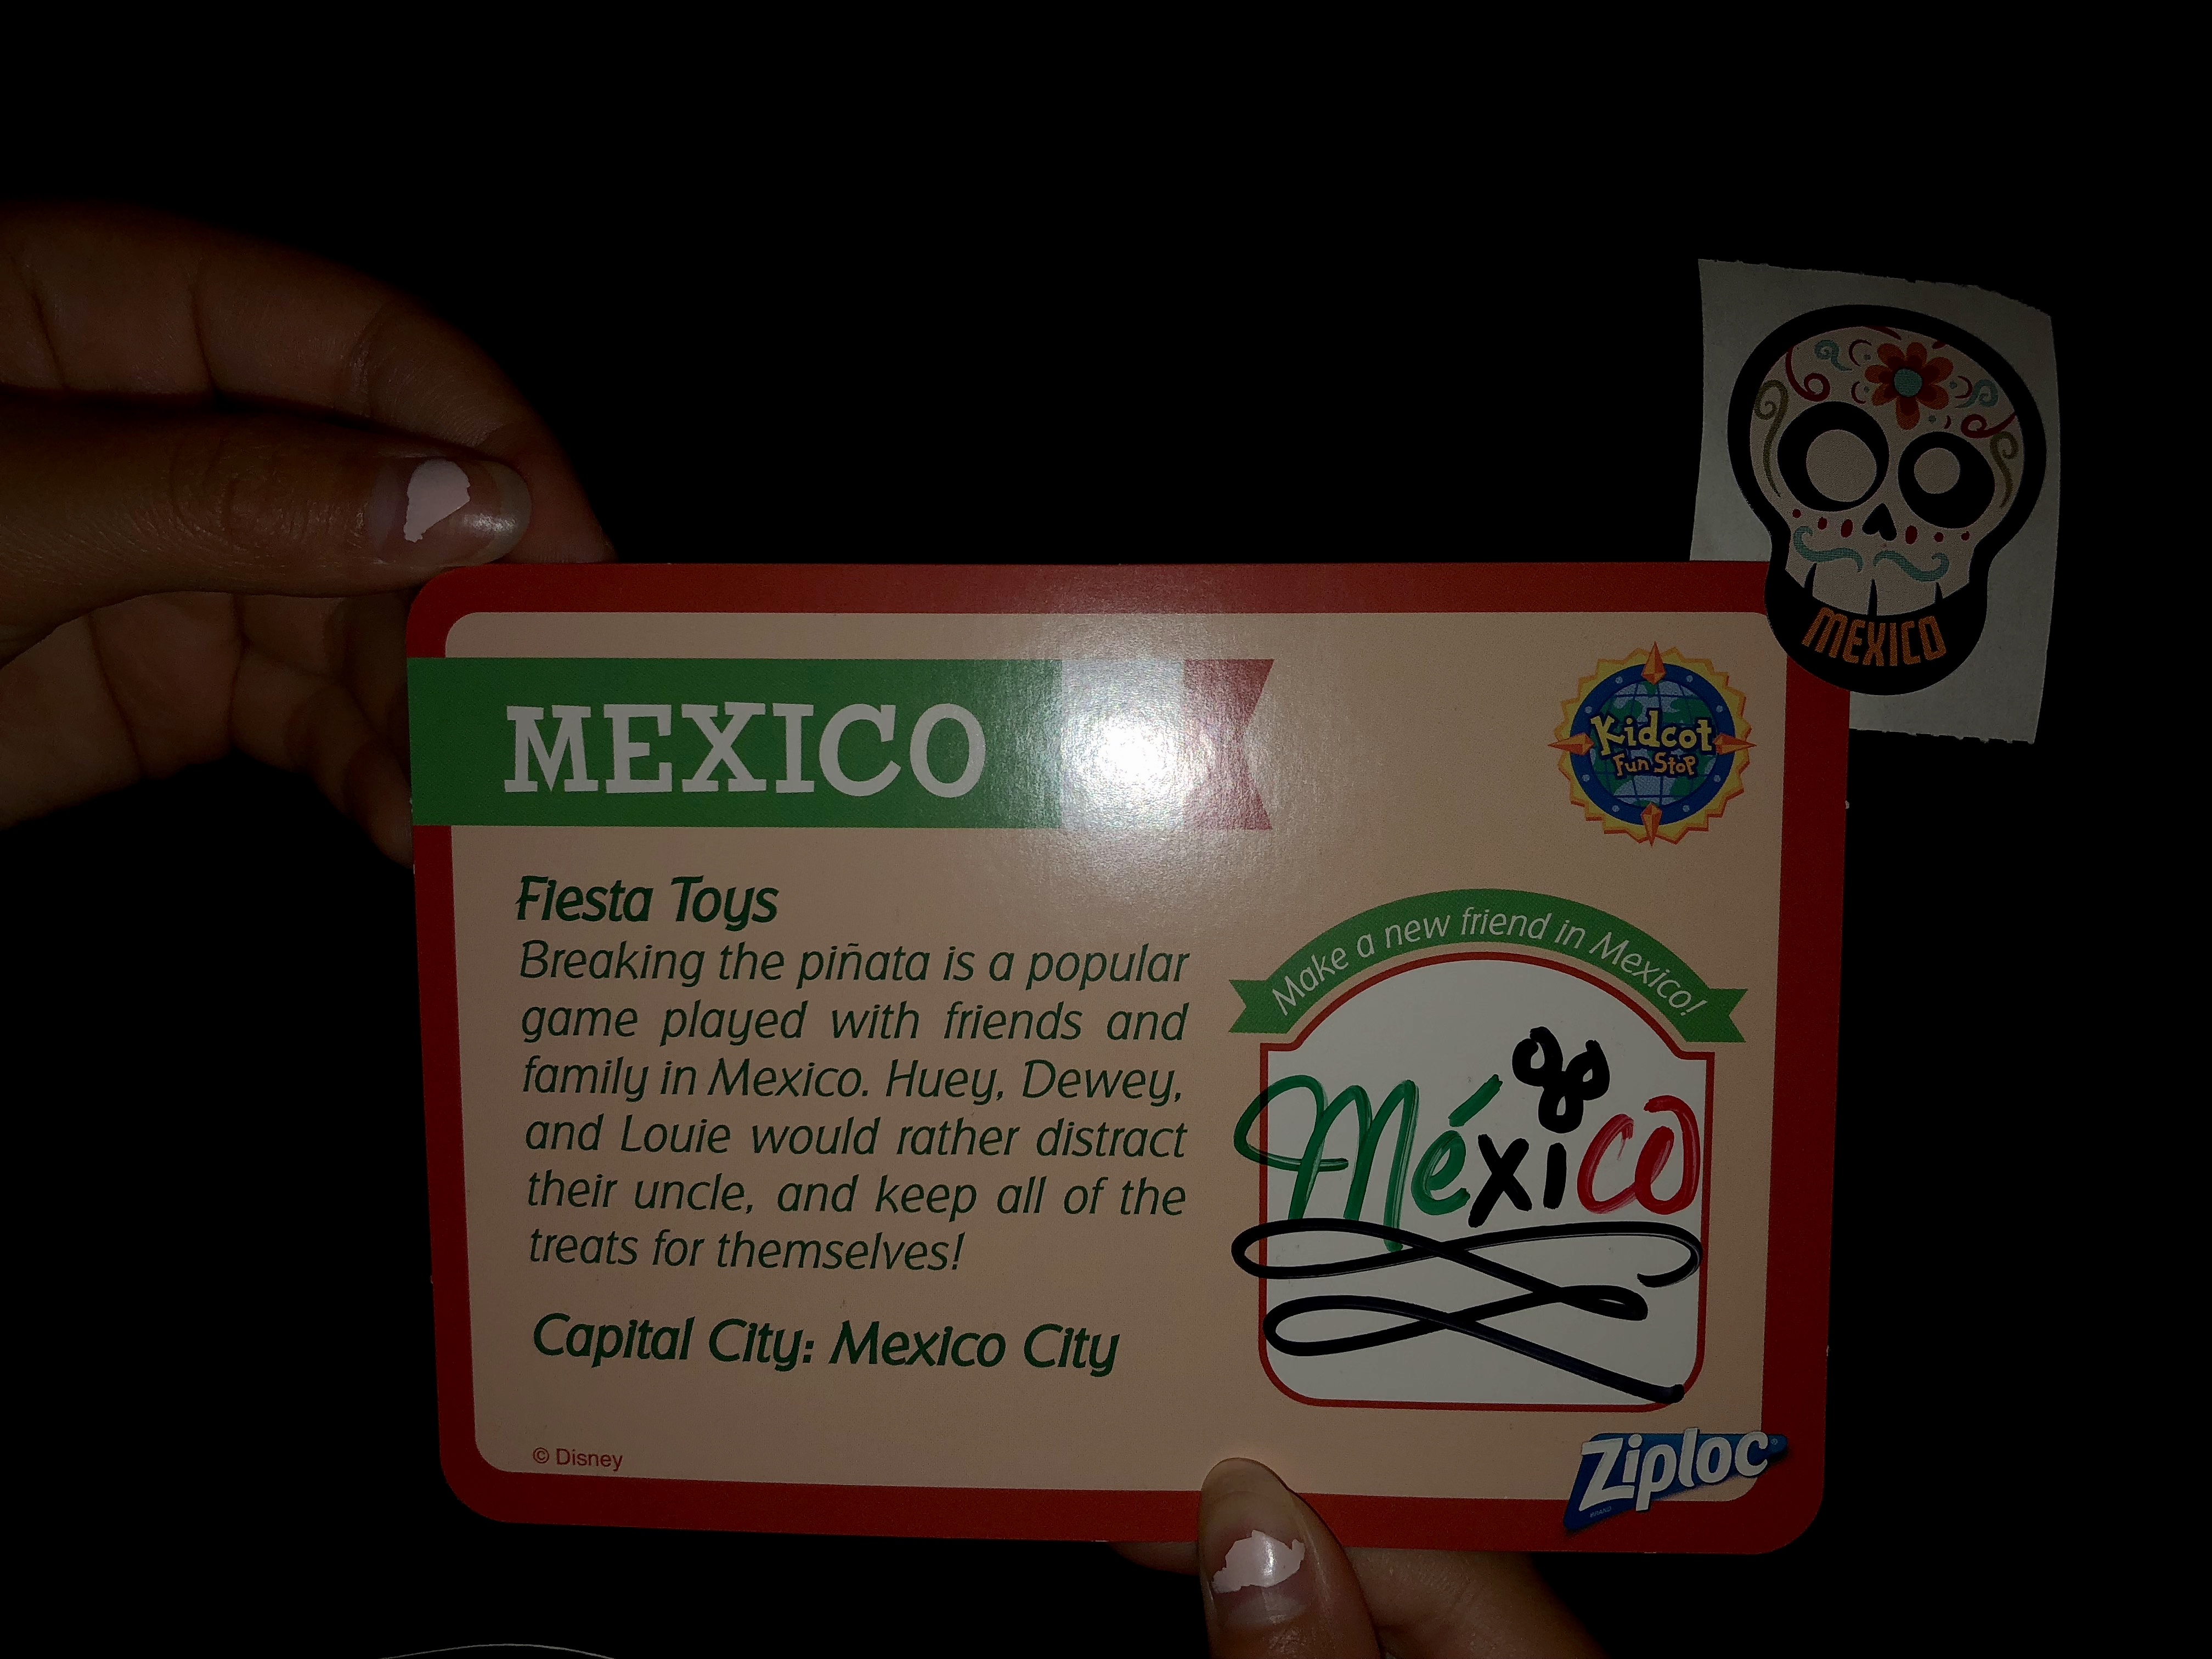 MEXICO
MEXICO
Kidcot
Fun Stop
Fiesta Toys
Breaking the piñata is a popular
game played with friends and
family in Mexico. Huey, Dewey,
and Louie would rather distract
their uncle, and keep all of the
treats for themselves!
Capital City: Mexico City
© Disney
Make a new friend in Mexico!
México
Ziploc®